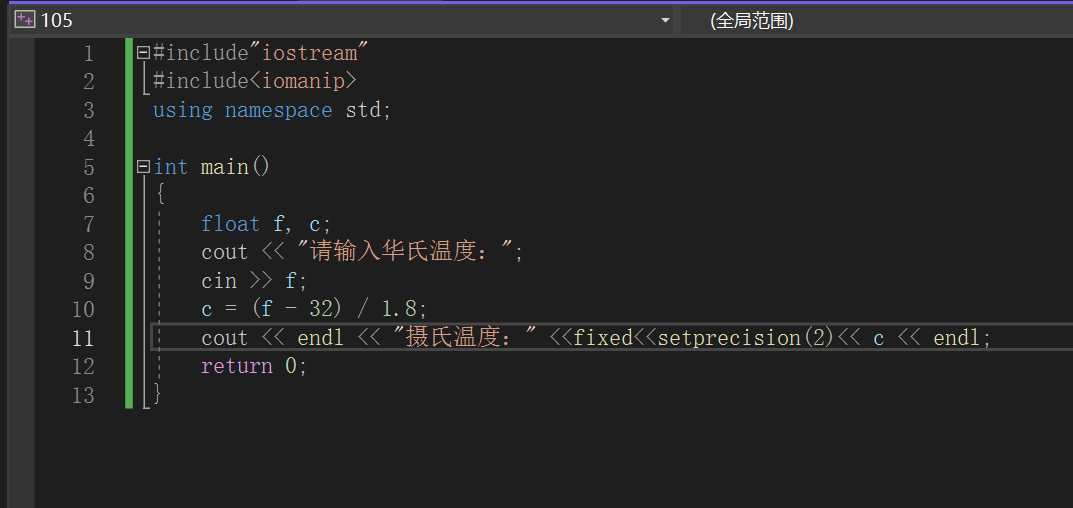 105 (全局范围)
1 #include"iostream"
2 #include<iomanip>
3 using namespace std;
4
5 int main()
6 {
7 float f, c;
8 cout << "请输入华氏温度：";
9 cin >> f;
10 c = (f - 32) / 1.8;
11 cout << endl << "摄氏温度：" <<fixed<<setprecision(2)<< c << endl;
12 return 0;
13 }